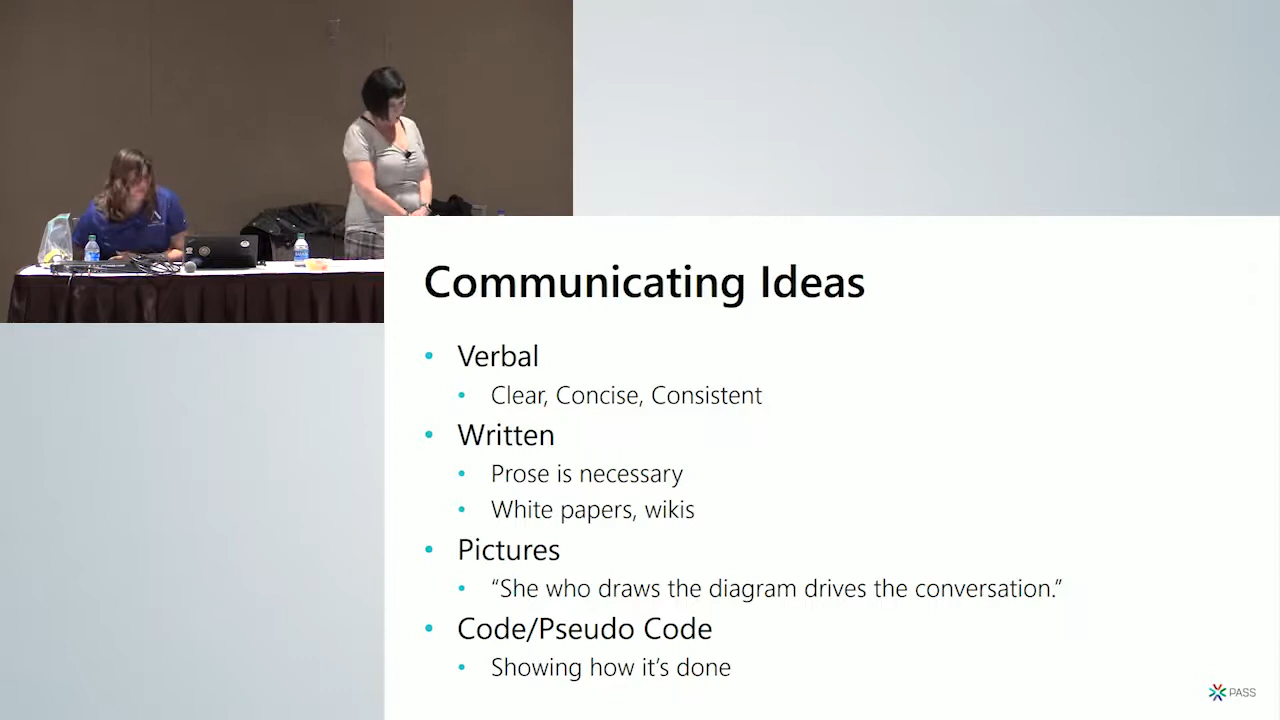 Communicating Ideas
• Verbal
• Clear, Concise, Consistent
• Written
• Prose is necessary
• White papers, wikis
• Pictures
• “She who draws the diagram drives the conversation.”
• Code/Pseudo Code
• Showing how it’s done
PASS